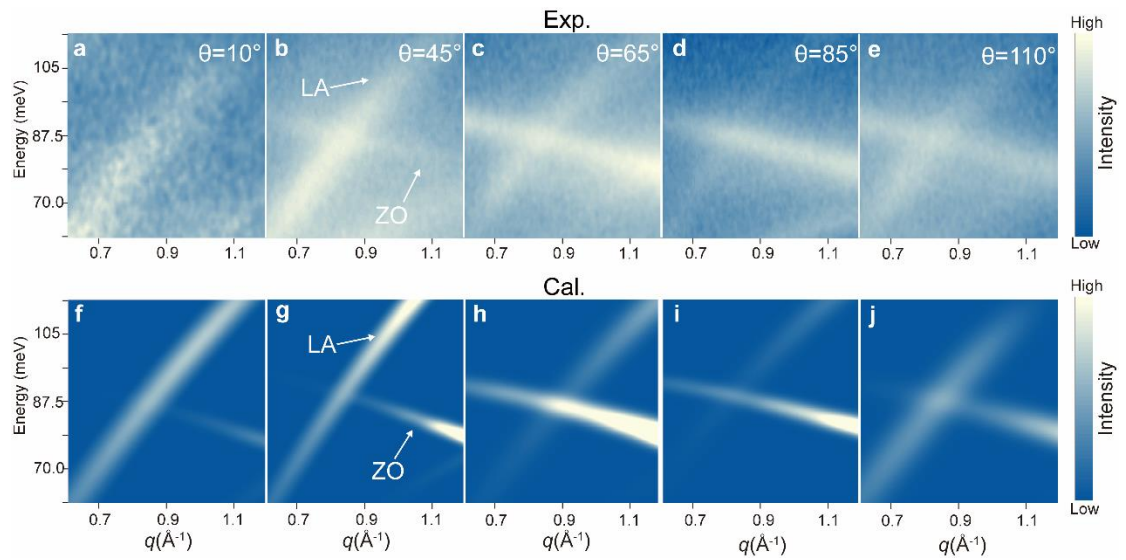 Exp.
High
a θ=10°
b θ=45°
c θ=65°
d θ=85°
e θ=110°
LA
ZO
Energy (meV)
105
87.5
70.0
Intensity
Low
0.7 0.9 1.1 0.7 0.9 1.1 0.7 0.9 1.1 0.7 0.9 1.1 0.7 0.9 1.1
Cal.
High
f g h i j
LA
ZO
Energy (meV)
105
87.5
70.0
Intensity
Low
0.7 0.9 1.1 0.7 0.9 1.1 0.7 0.9 1.1 0.7 0.9 1.1 0.7 0.9 1.1
q(Å⁻¹) q(Å⁻¹) q(Å⁻¹) q(Å⁻¹) q(Å⁻¹)